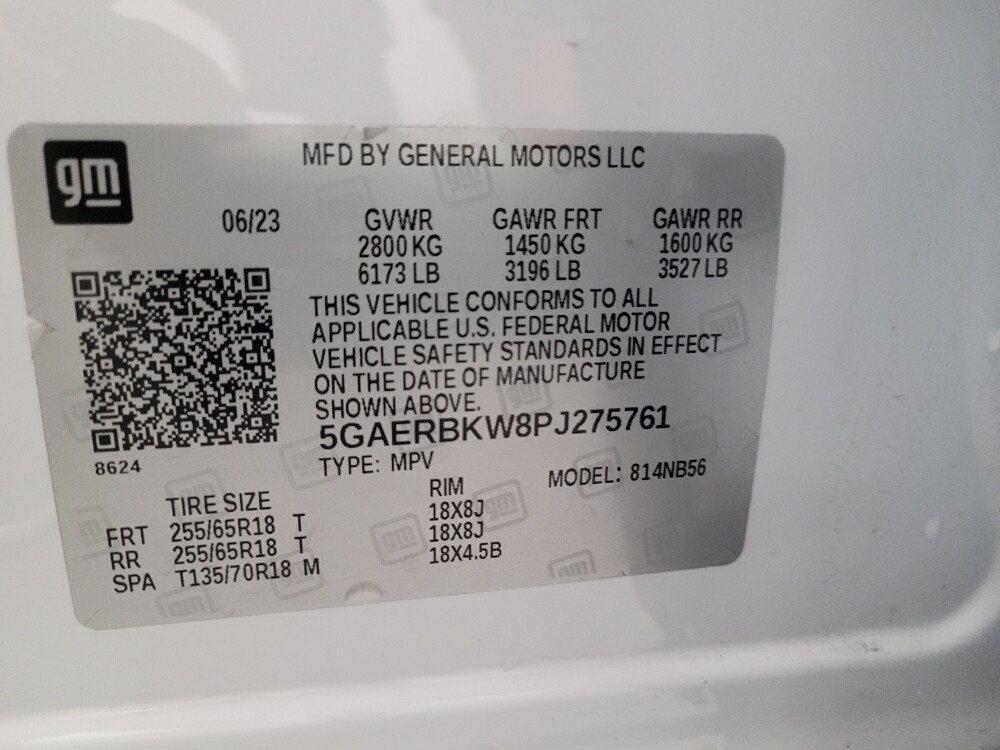 gm
MFD BY GENERAL MOTORS LLC
06/23 GVWR GAWR FRT GAWR RR
2800 KG 1450 KG 1600 KG
6173 LB 3196 LB 3527 LB
THIS VEHICLE CONFORMS TO ALL
APPLICABLE U.S. FEDERAL MOTOR
VEHICLE SAFETY STANDARDS IN EFFECT
ON THE DATE OF MANUFACTURE
SHOWN ABOVE.
5GAERBKW8PJ275761
8624
TYPE: MPV MODEL: 814NB56
TIRE SIZE RIM
FRT 255/65R18 T 18X8J
RR 255/65R18 T 18X8J
SPA T135/70R18 M 18X4.5B